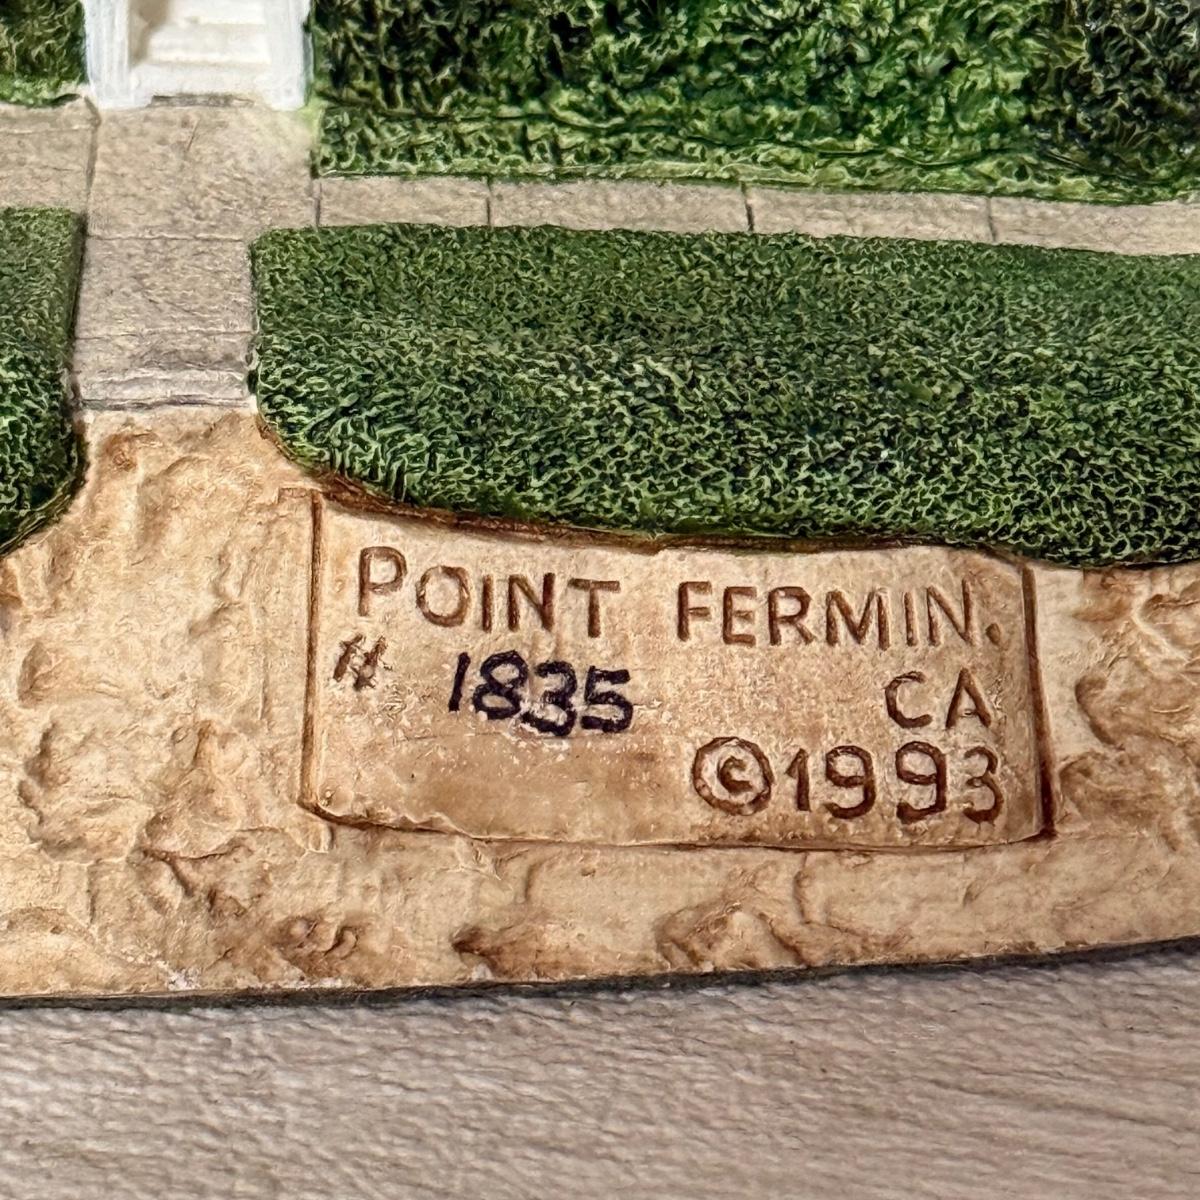 POINT FERMIN.
# 1835 CA
©1993